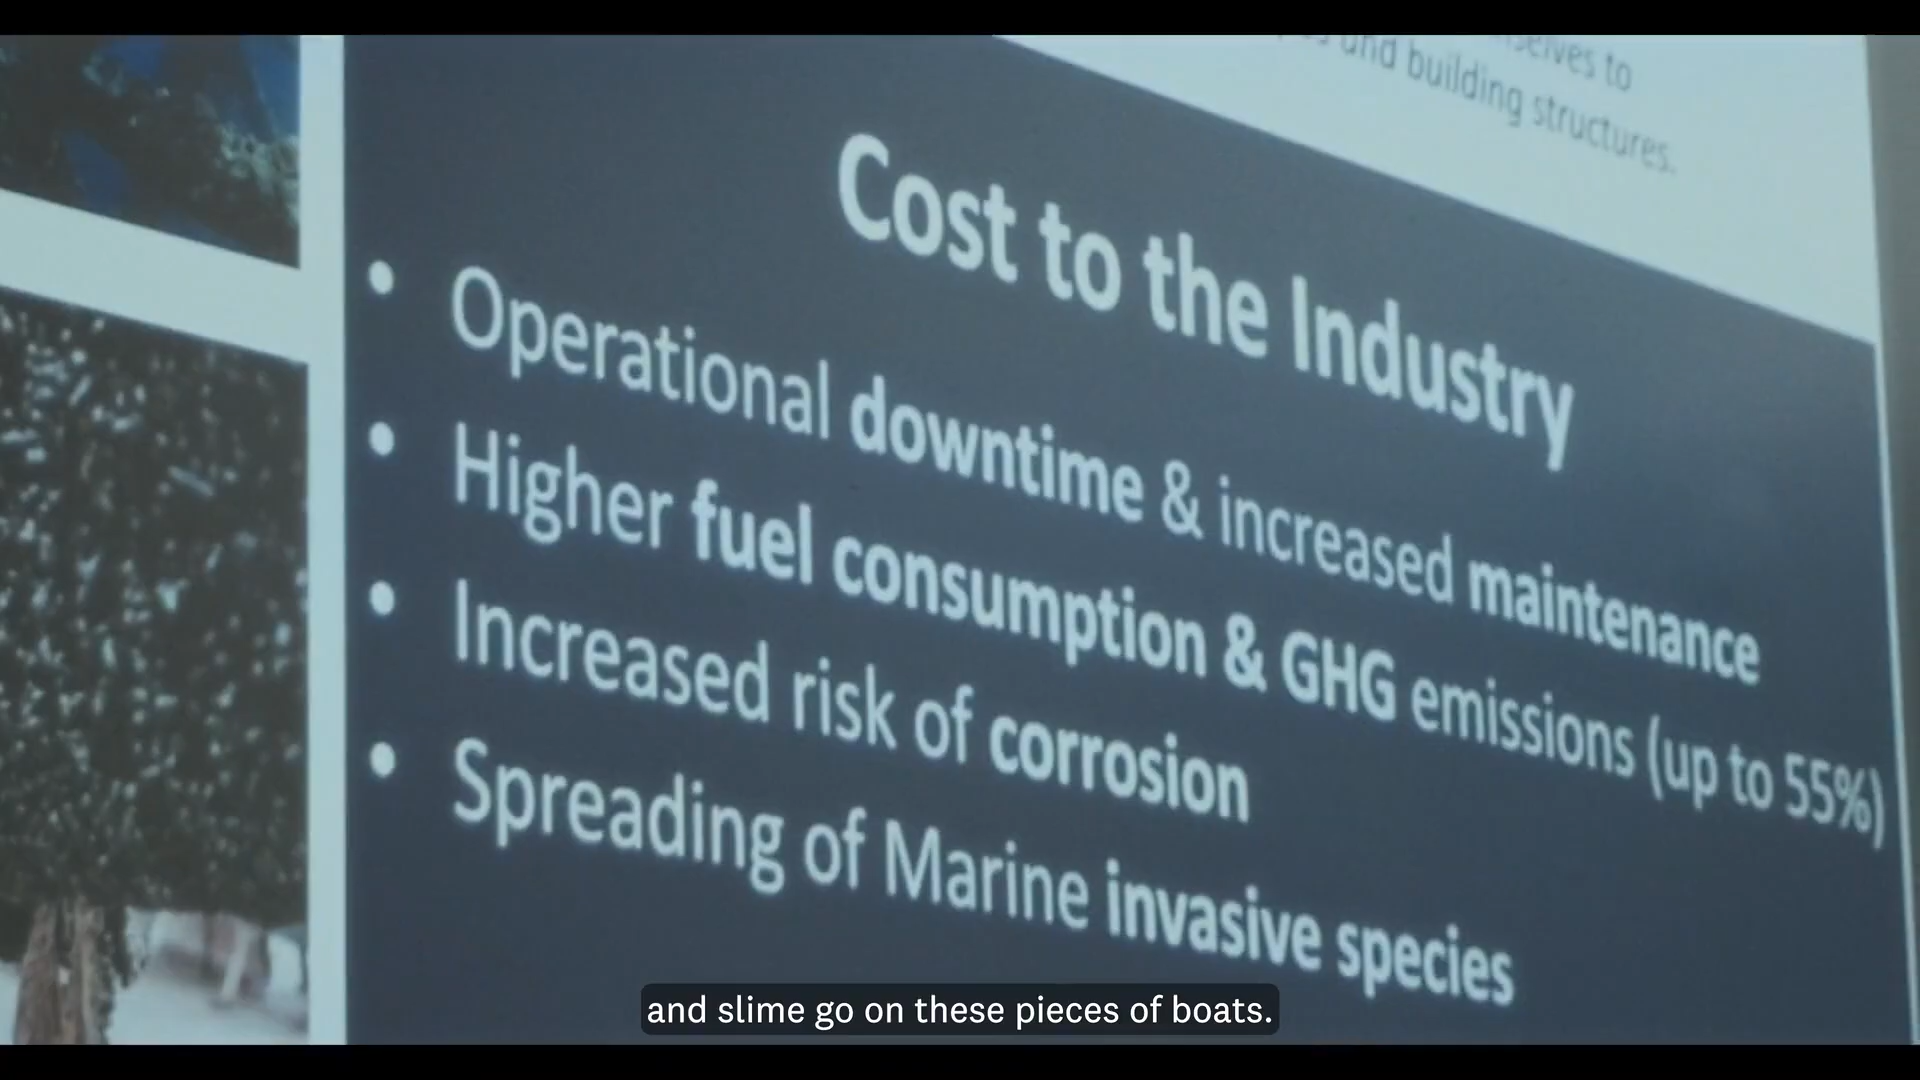 to
and building structures.
Cost to the Industry
• Operational downtime & increased maintenance
• Higher fuel consumption & GHG emissions (up to 55%)
• Increased risk of corrosion
• Spreading of Marine invasive species
and slime go on these pieces of boats.